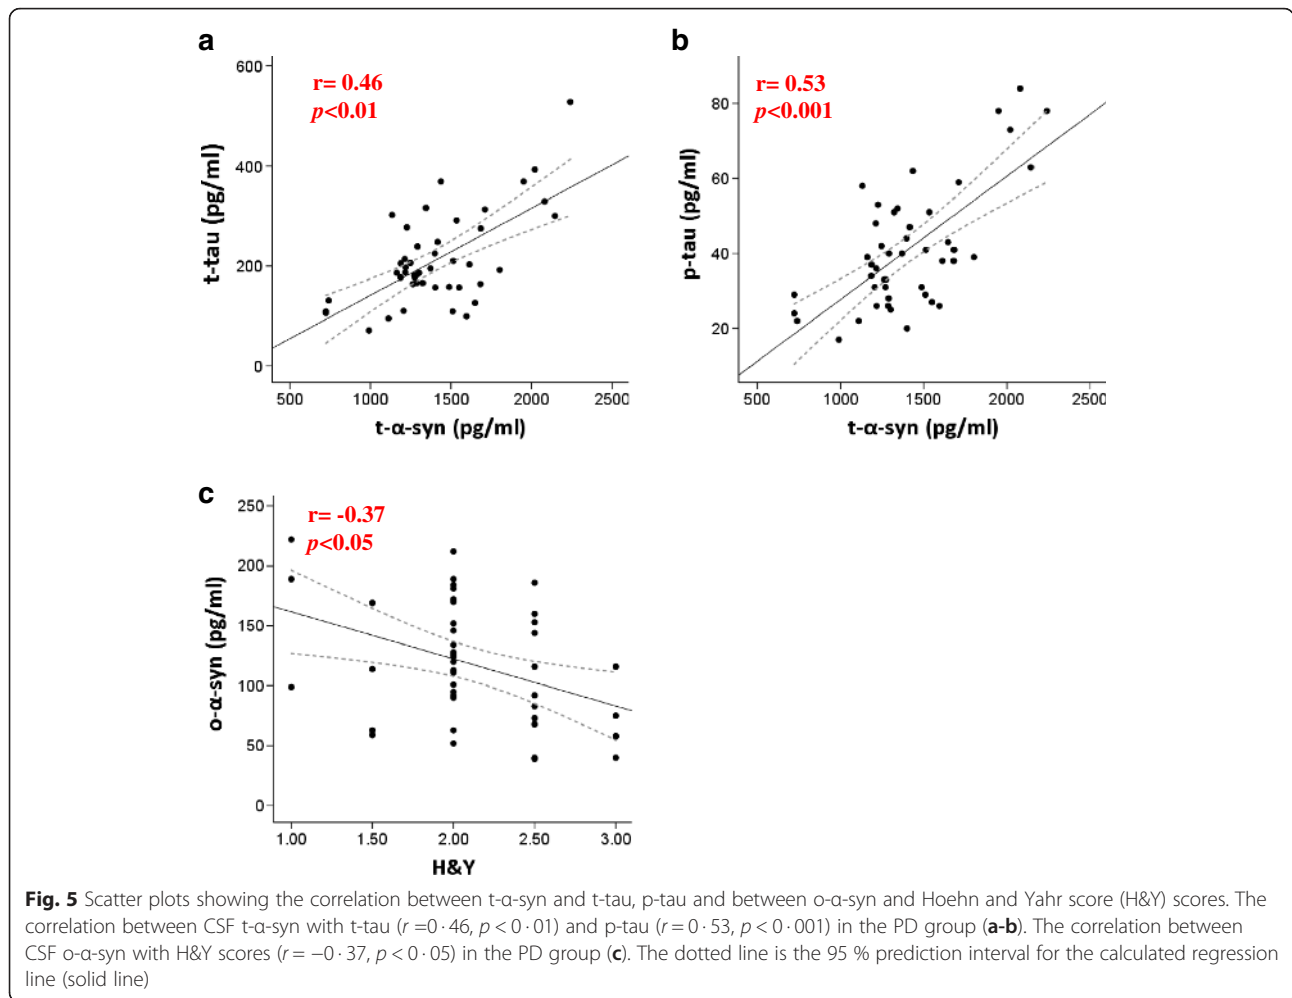 a
r= 0.46
p<0.01
600
400
200
0
t-tau (pg/ml)
500 1000 1500 2000 2500
t-α-syn (pg/ml)
b
r= 0.53
p<0.001
80
60
40
20
p-tau (pg/ml)
500 1000 1500 2000 2500
t-α-syn (pg/ml)
c
r= -0.37
p<0.05
250
200
150
100
50
0
o-α-syn (pg/ml)
1.00 1.50 2.00 2.50 3.00
H&Y
Fig. 5 Scatter plots showing the correlation between t-α-syn and t-tau, p-tau and between o-α-syn and Hoehn and Yahr score (H&Y) scores. The
correlation between CSF t-α-syn with t-tau (r =0·46, p < 0·01) and p-tau (r = 0·53, p < 0·001) in the PD group (a-b). The correlation between
CSF o-α-syn with H&Y scores (r = −0·37, p < 0·05) in the PD group (c). The dotted line is the 95 % prediction interval for the calculated regression
line (solid line)